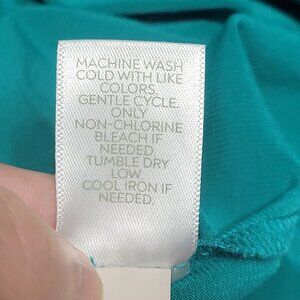 MACHINE WASH
COLD WITH LIKE
COLORS.
GENTLE CYCLE.
ONLY
NON-CHLORINE
BLEACH IF
NEEDED.
TUMBLE DRY
LOW.
COOL IRON IF
NEEDED.